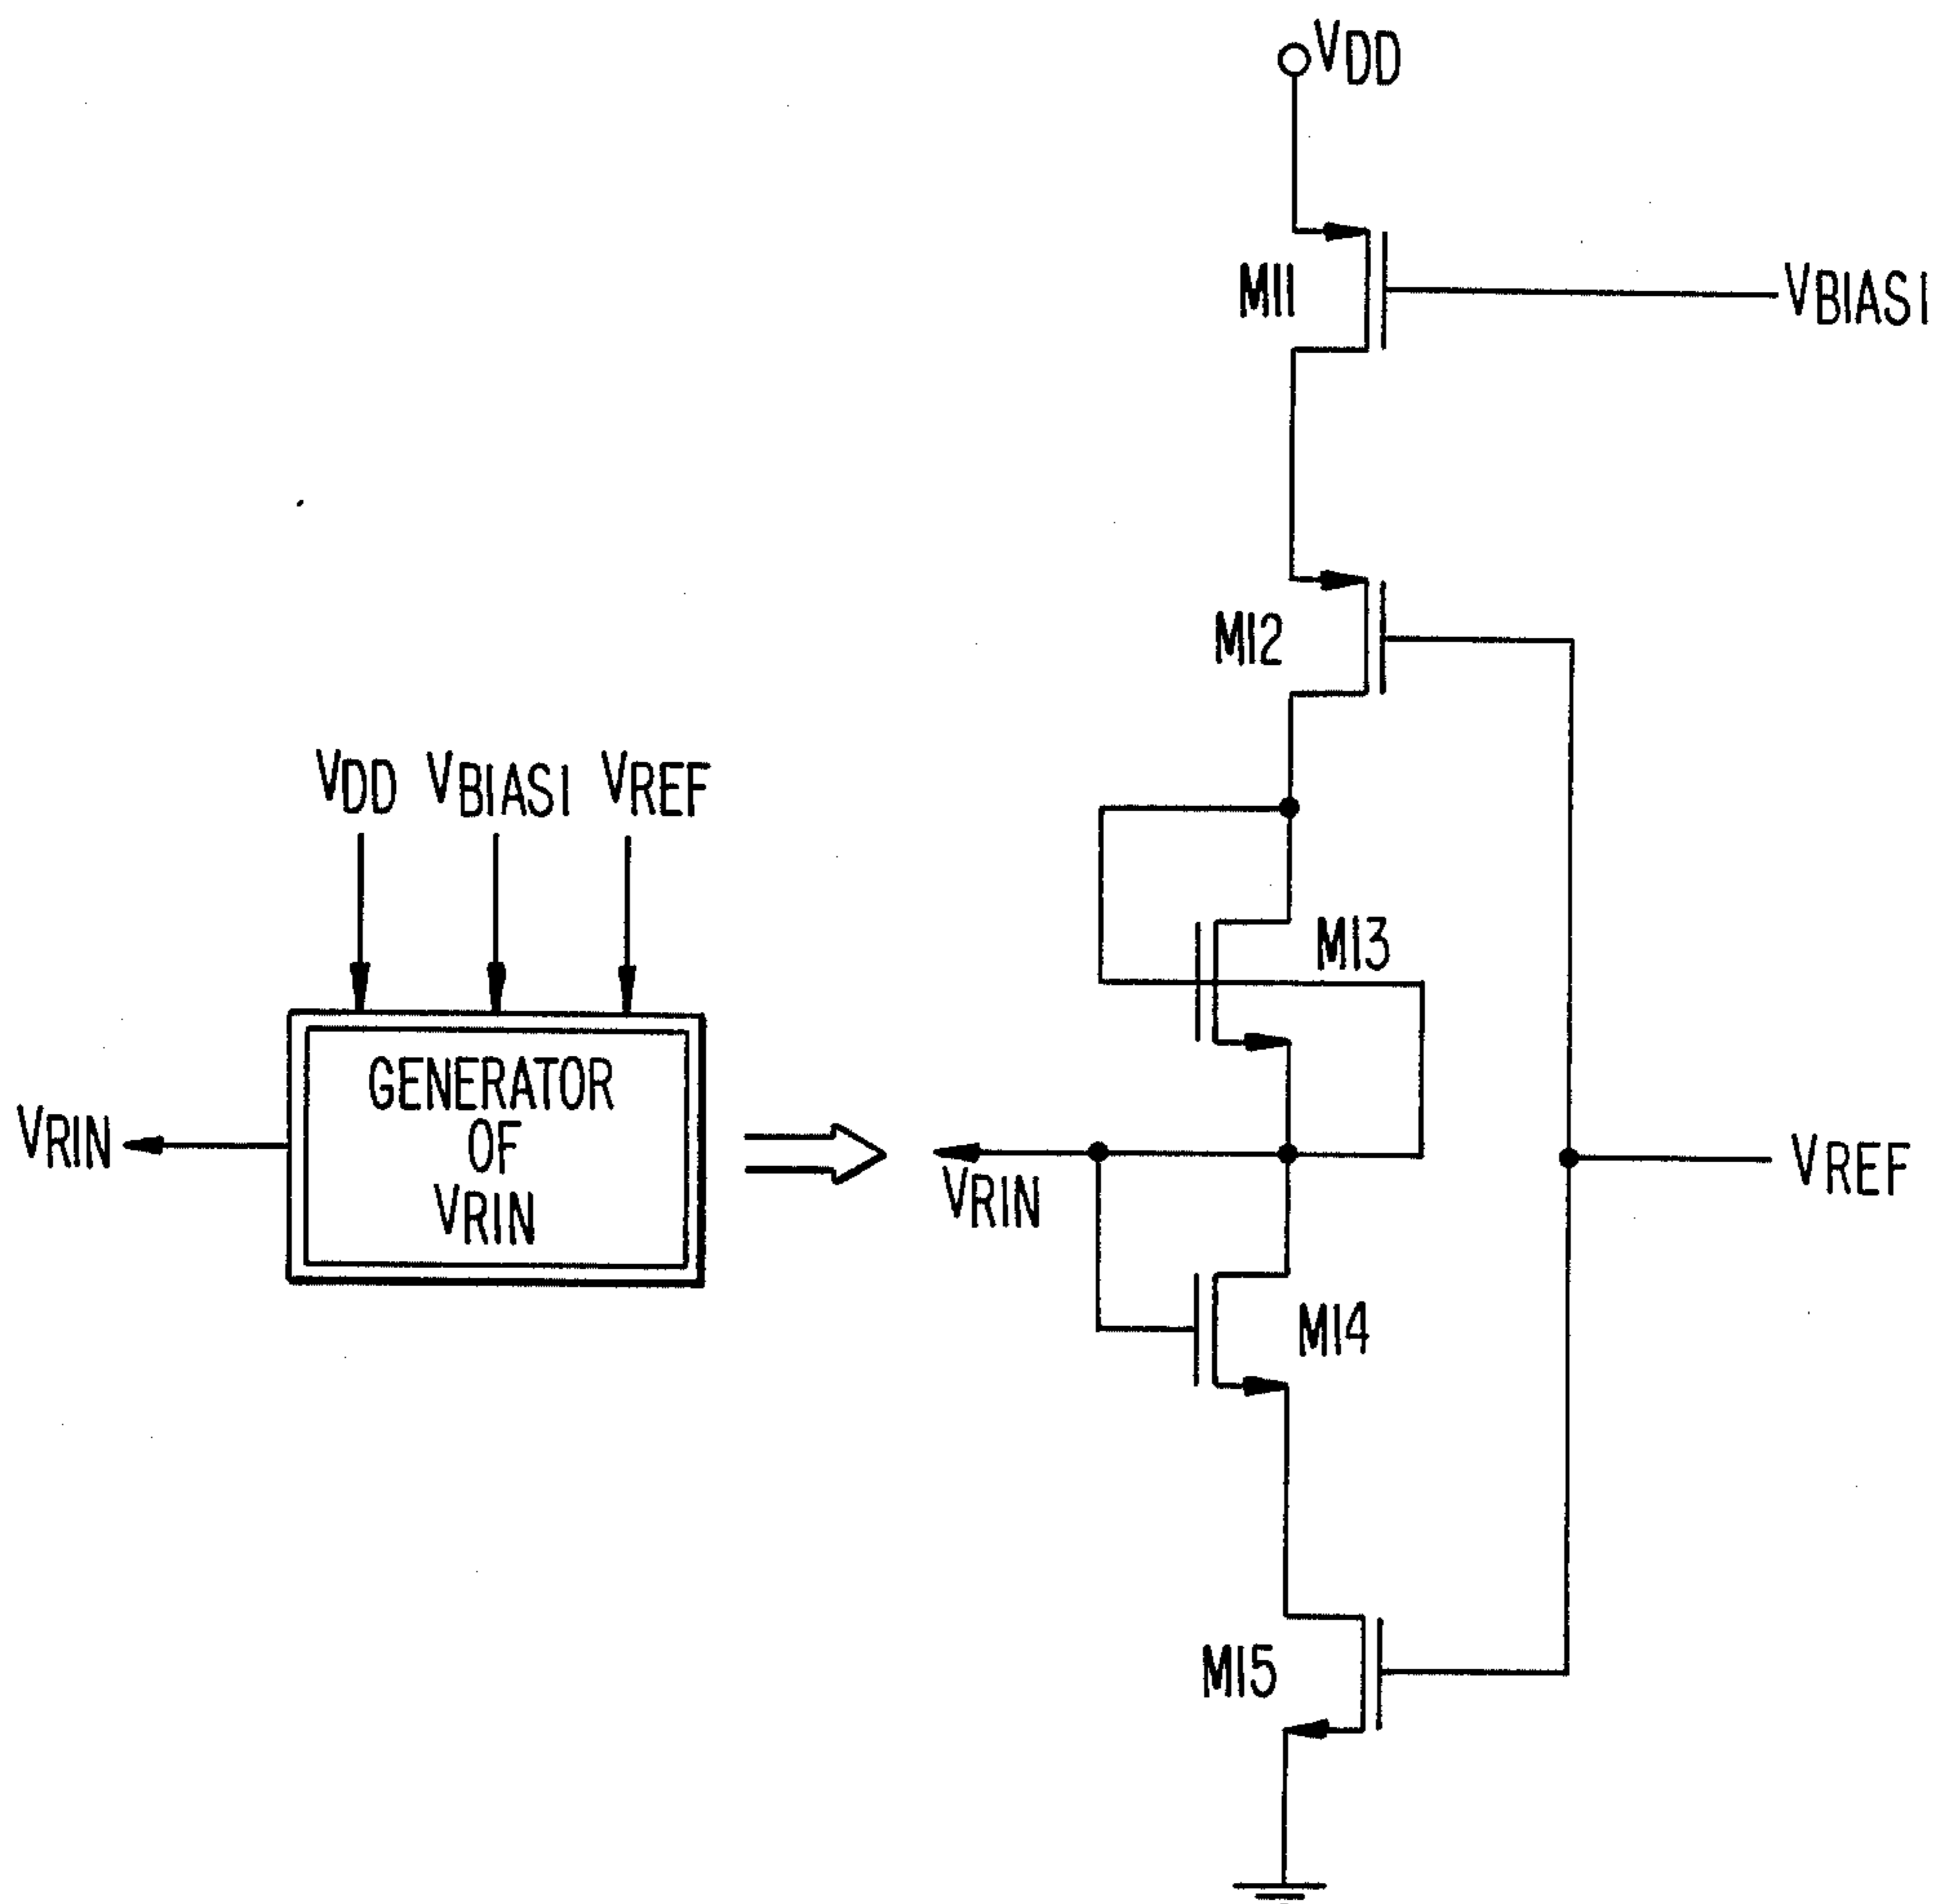 VDD
M11
VBIAS1
M12
VDD VBIAS1 VREF
M13
GENERATOR
OF
VRIN
VRIN
VRIN
VREF
M14
M15